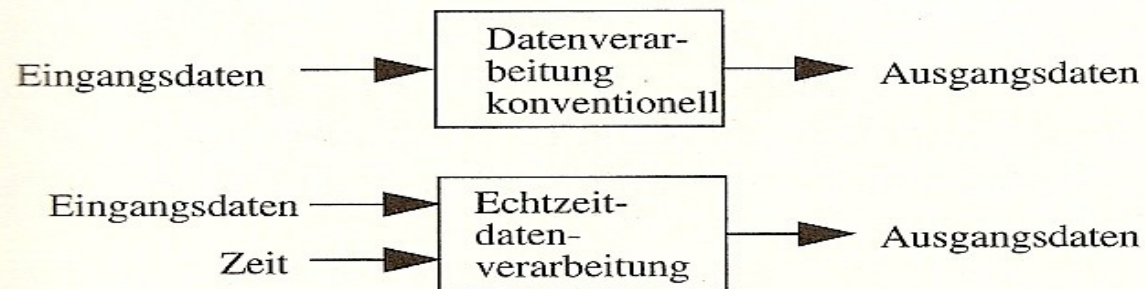 Eingangsdaten
Datenverar-
beitung
konventionell
Ausgangsdaten
Eingangsdaten
Zeit
Echtzeit-
daten-
verarbeitung
Ausgangsdaten